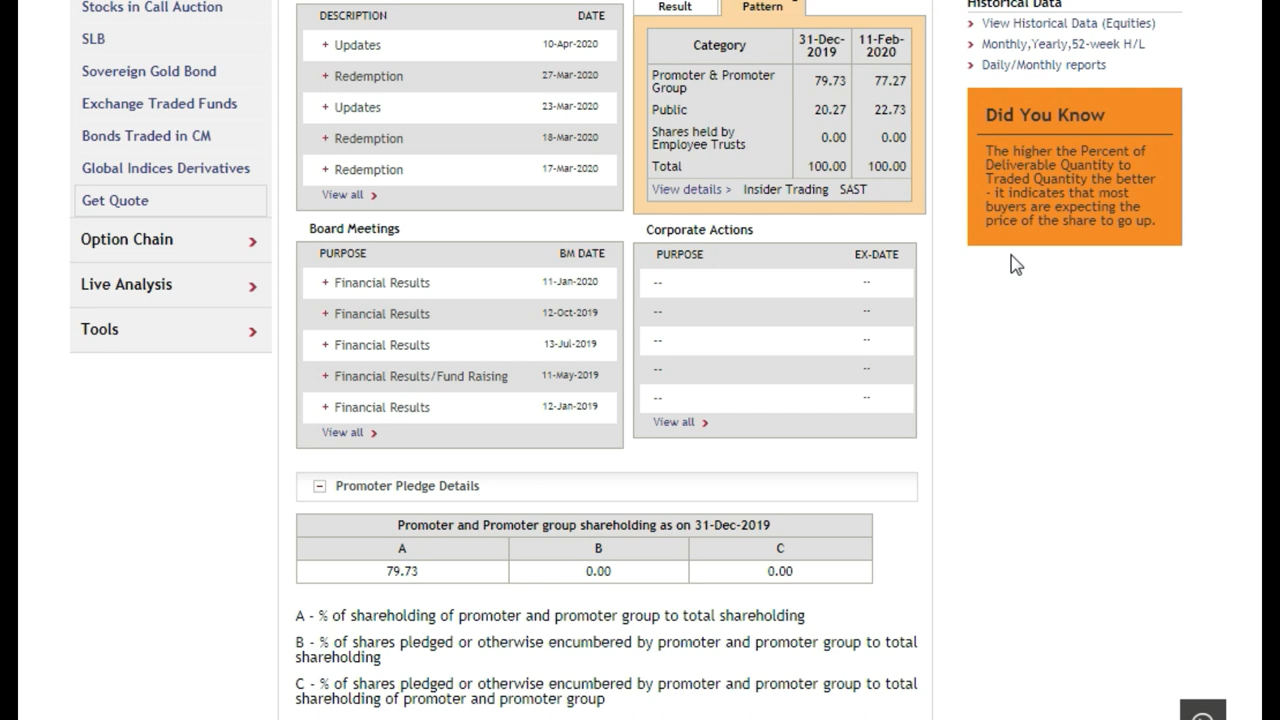 Stocks in Call Auction
SLB
Sovereign Gold Bond
Exchange Traded Funds
Bonds Traded in CM
Global Indices Derivatives
Get Quote
Option Chain
Live Analysis
Tools
DESCRIPTION DATE
+ Updates 10-Apr-2020
+ Redemption 27-Mar-2020
+ Updates 23-Mar-2020
+ Redemption 18-Mar-2020
+ Redemption 17-Mar-2020
View all
Result Pattern
Category 31-Dec-2019 11-Feb-2020
Promoter & Promoter Group 79.73 77.27
Public 20.27 22.73
Shares held by Employee Trusts 0.00 0.00
Total 100.00 100.00
View details > Insider Trading SAST
Board Meetings
PURPOSE BM DATE
+ Financial Results 11-Jan-2020
+ Financial Results 12-Oct-2019
+ Financial Results 13-Jul-2019
+ Financial Results/Fund Raising 11-May-2019
+ Financial Results 12-Jan-2019
View all
Corporate Actions
PURPOSE EX-DATE
-- --
-- --
-- --
-- --
-- --
View all
Promoter Pledge Details
Promoter and Promoter group shareholding as on 31-Dec-2019
A B C
79.73 0.00 0.00
A - % of shareholding of promoter and promoter group to total shareholding
B - % of shares pledged or otherwise encumbered by promoter and promoter group to total
shareholding
C - % of shares pledged or otherwise encumbered by promoter and promoter group to total
shareholding of promoter and promoter group
Historical Data
View Historical Data (Equities)
Monthly,Yearly,52-week H/L
Daily/Monthly reports
Did You Know
The higher the Percent of
Deliverable Quantity to
Traded Quantity the better
- it indicates that most
buyers are expecting the
price of the share to go up.